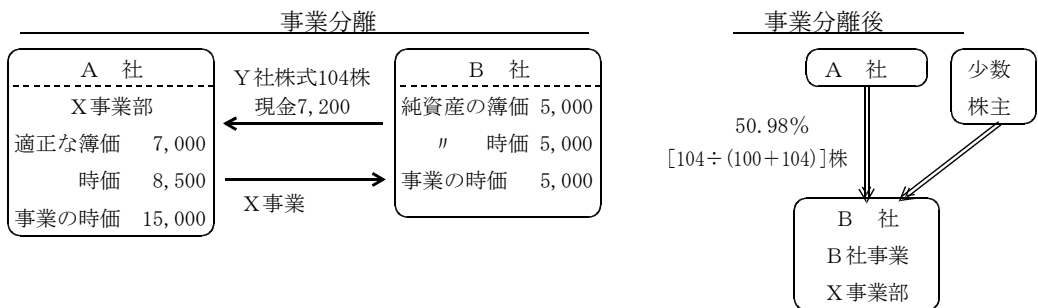 事業分離
A 社
X事業部
適正な簿価 7,000
時価 8,500
事業の時価 15,000
Y社株式104株
現金7,200
X事業
B 社
純資産の簿価 5,000
〃 時価 5,000
事業の時価 5,000
事業分離後
A 社
少数
株主
50.98%
[104÷(100+104)]株
B 社
B社事業
X事業部